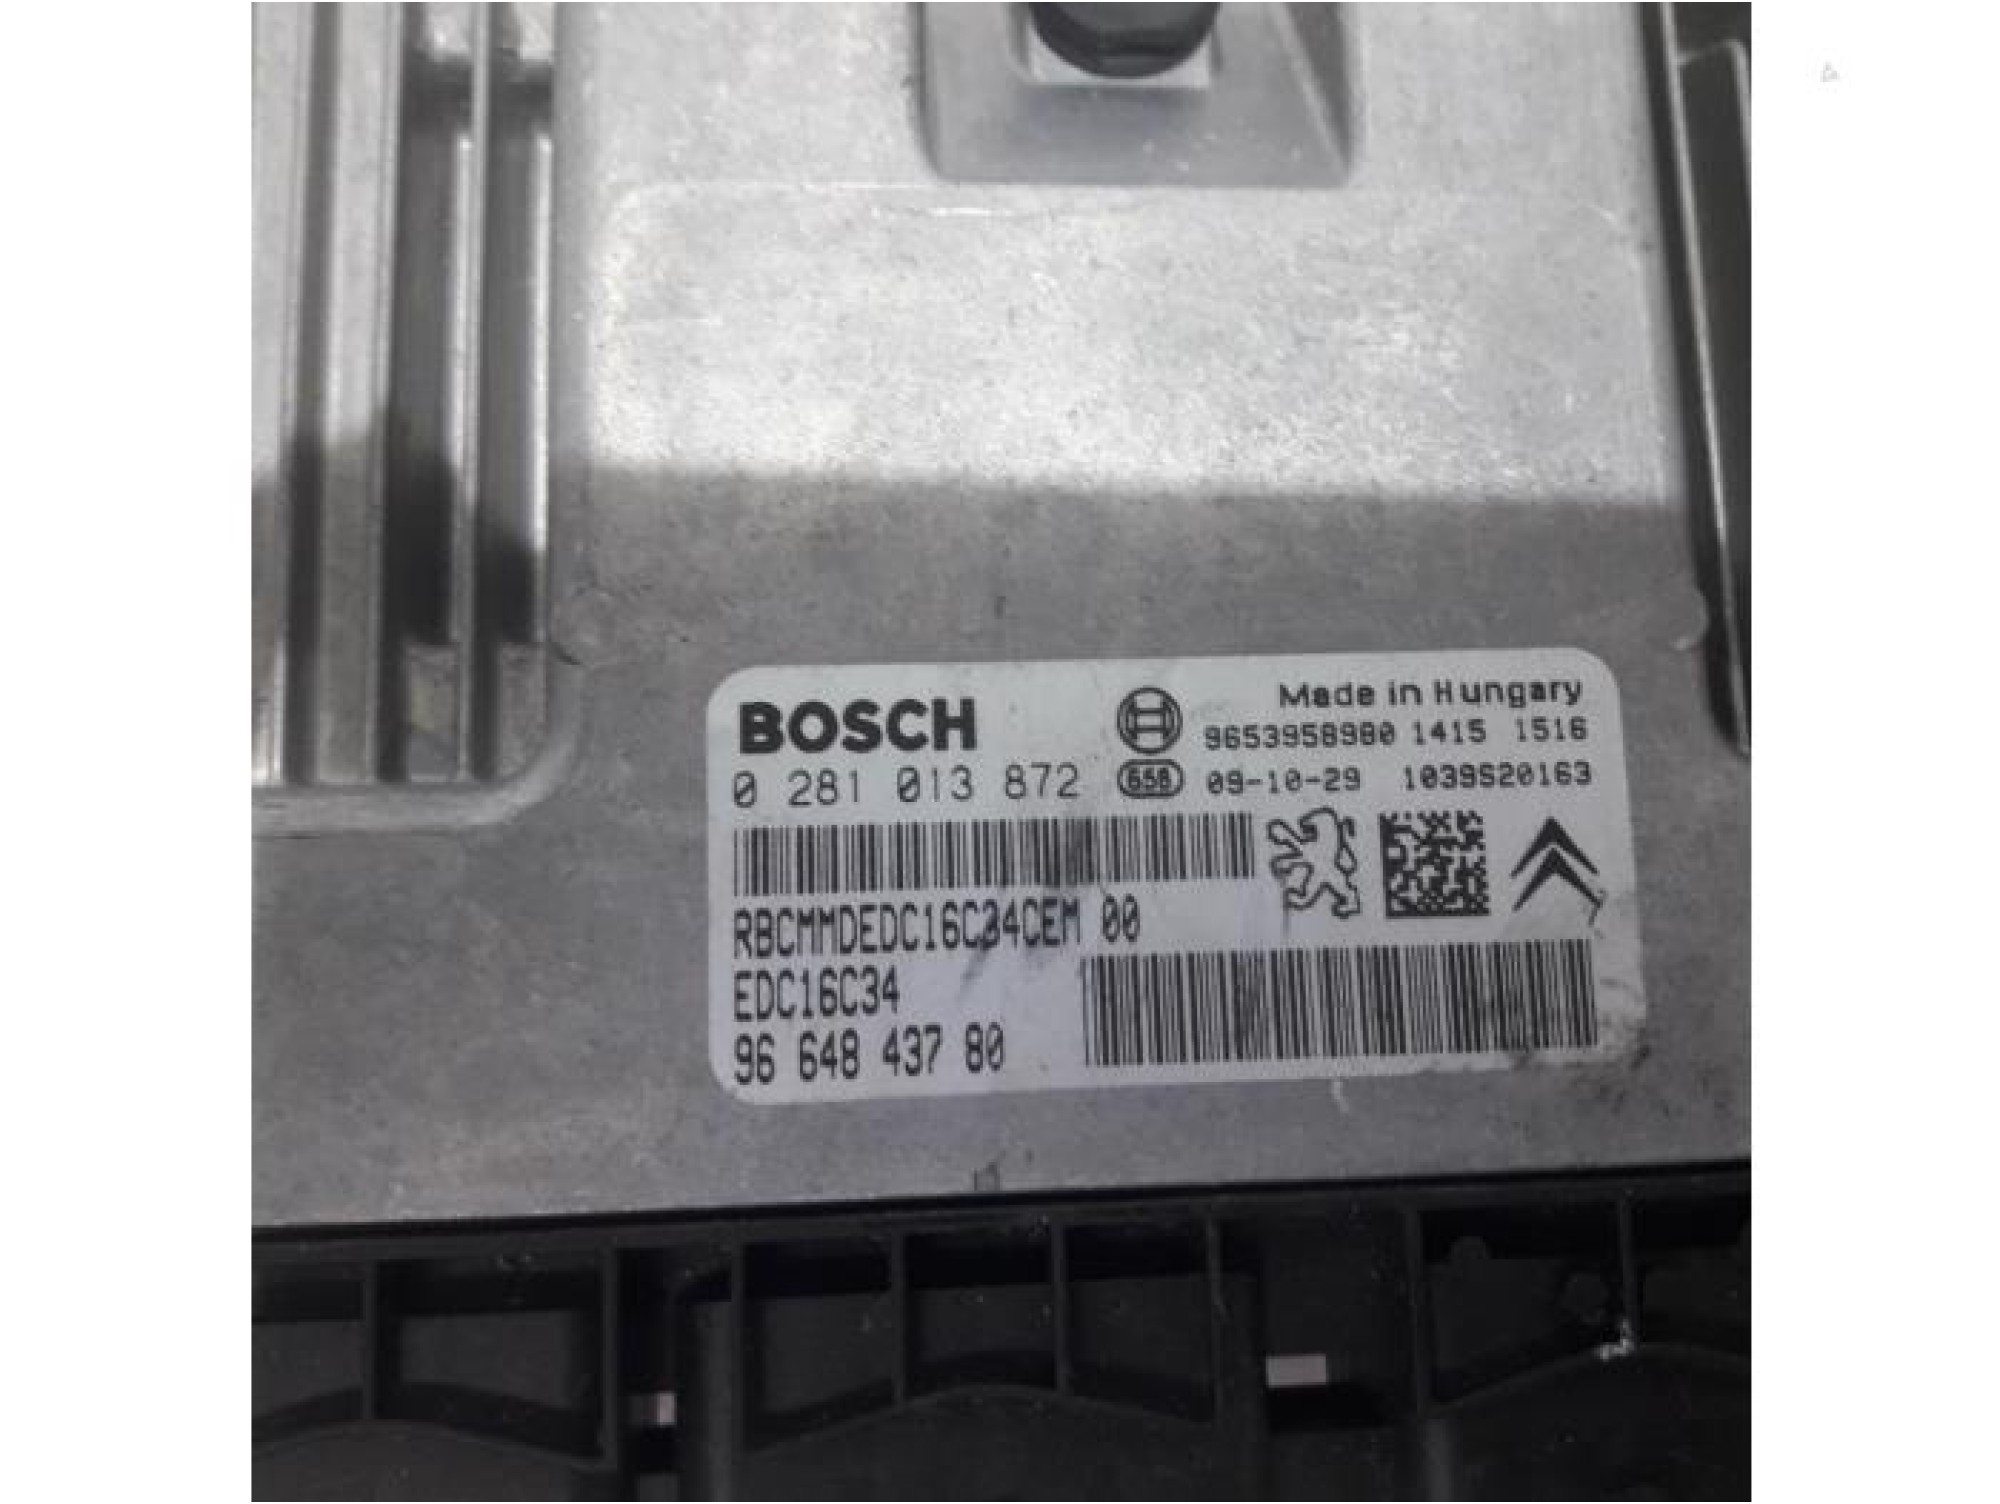 BOSCH
Made in Hungary
9653958980 1415 1516
0 281 013 872
658 09-10-29 1039S20163
RBCMMDEDC16C34CEM 00
EDC16C34
96 648 437 80